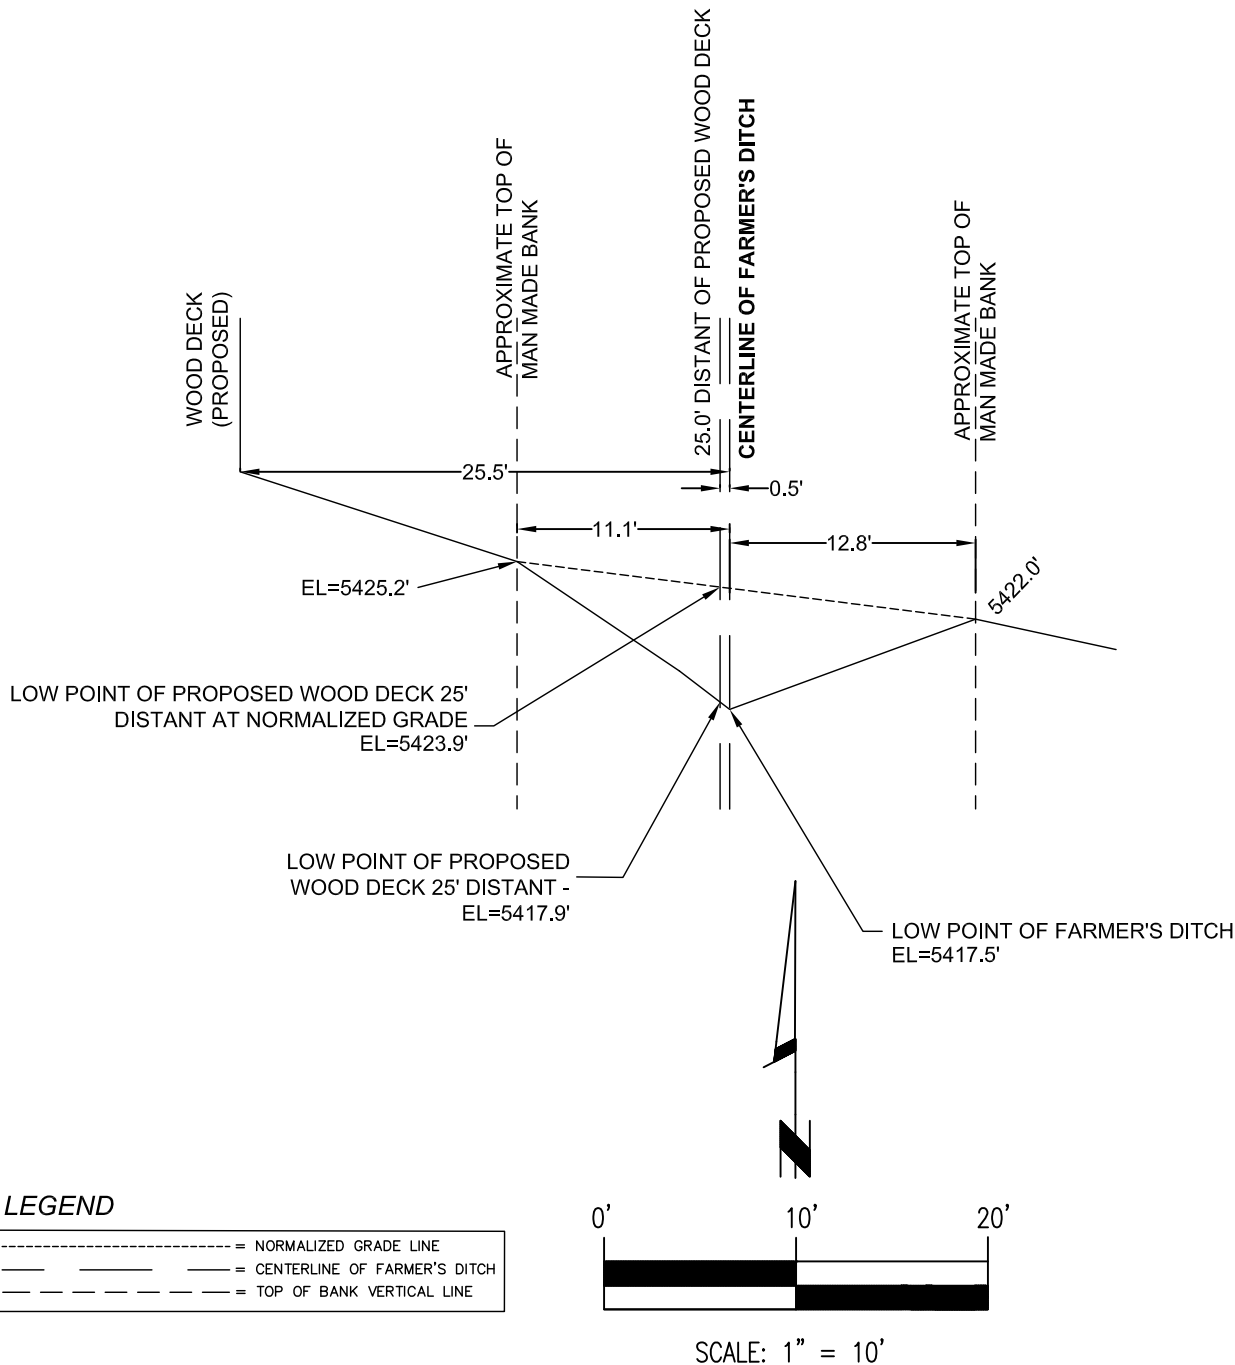 25.0' DISTANT OF PROPOSED WOOD DECK
CENTERLINE OF FARMER'S DITCH
APPROXIMATE TOP OF
MAN MADE BANK
APPROXIMATE TOP OF
MAN MADE BANK
WOOD DECK
(PROPOSED)
25.5'
0.5'
11.1'
12.8'
EL=5425.2'
5422.0'
LOW POINT OF PROPOSED WOOD DECK 25'
DISTANT AT NORMALIZED GRADE
EL=5423.9'
LOW POINT OF PROPOSED
WOOD DECK 25' DISTANT -
EL=5417.9'
LOW POINT OF FARMER'S DITCH
EL=5417.5'
LEGEND
= NORMALIZED GRADE LINE
= CENTERLINE OF FARMER'S DITCH
= TOP OF BANK VERTICAL LINE
0' 10' 20'
SCALE: 1" = 10'